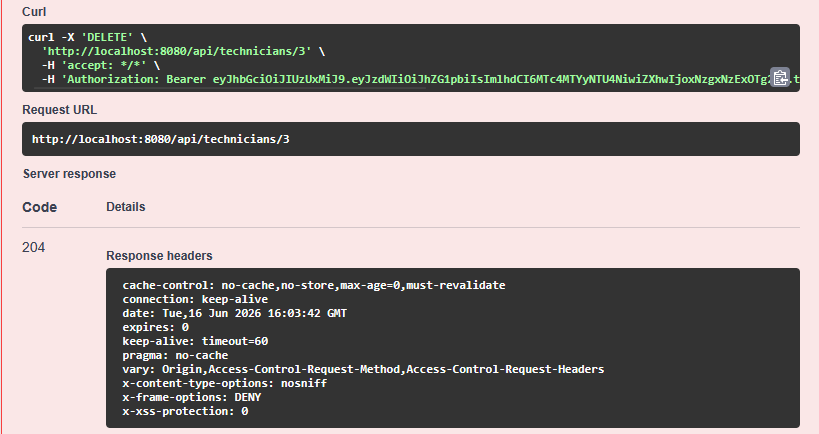 Curl
curl -X 'DELETE' \
'http://localhost:8080/api/technicians/3' \
-H 'accept: */*' \
-H 'Authorization: Bearer
Request URL
http://localhost:8080/api/technicians/3
Server response
Code Details
204
Response headers
cache-control: no-cache,no-store,max-age=0,must-revalidate
connection: keep-alive
date: Tue,16 Jun 2026 16:03:42 GMT
expires: 0
keep-alive: timeout=60
pragma: no-cache
vary: Origin,Access-Control-Request-Method,Access-Control-Request-Headers
x-content-type-options: nosniff
x-frame-options: DENY
x-xss-protection: 0